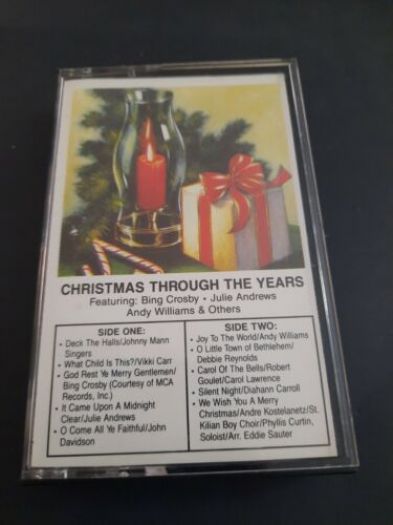 CHRISTMAS THROUGH THE YEARS
Featuring: Bing Crosby • Julie Andrews
Andy Williams & Others
SIDE ONE:
• Deck The Halls/Johnny Mann
Singers
• What Child Is This?/Vikki Carr
• God Rest Ye Merry Gentlemen/
Bing Crosby (Courtesy of MCA
Records, Inc.)
• It Came Upon A Midnight
Clear/Julie Andrews
• O Come All Ye Faithful/John
Davidson
SIDE TWO:
• Joy To The World/Andy Williams
• O Little Town of Bethlehem/
Debbie Reynolds
• Carol Of The Bells/Robert
Goulet/Carol Lawrence
• Silent Night/Diahann Carroll
• We Wish You A Merry
Christmas/Andre Kostelanetz/St.
Kilian Boy Choir/Phyllis Curtin,
Soloist/Arr. Eddie Sauter